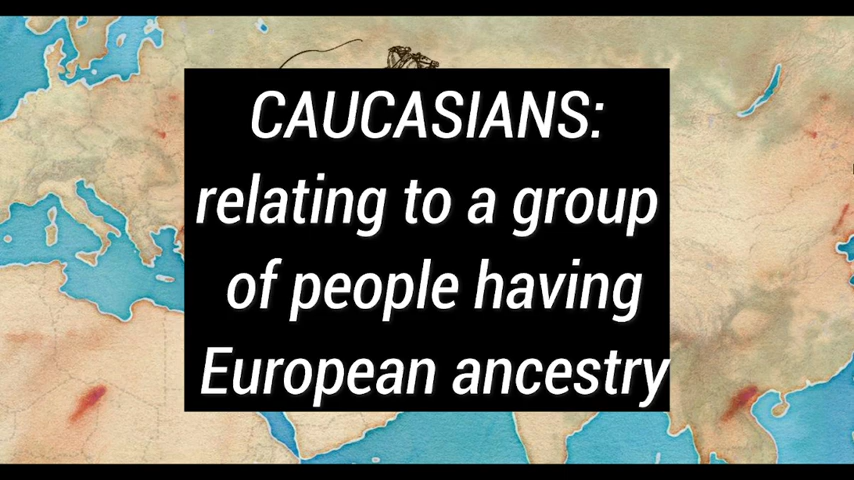 CAUCASIANS:
relating to a group
of people having
European ancestry